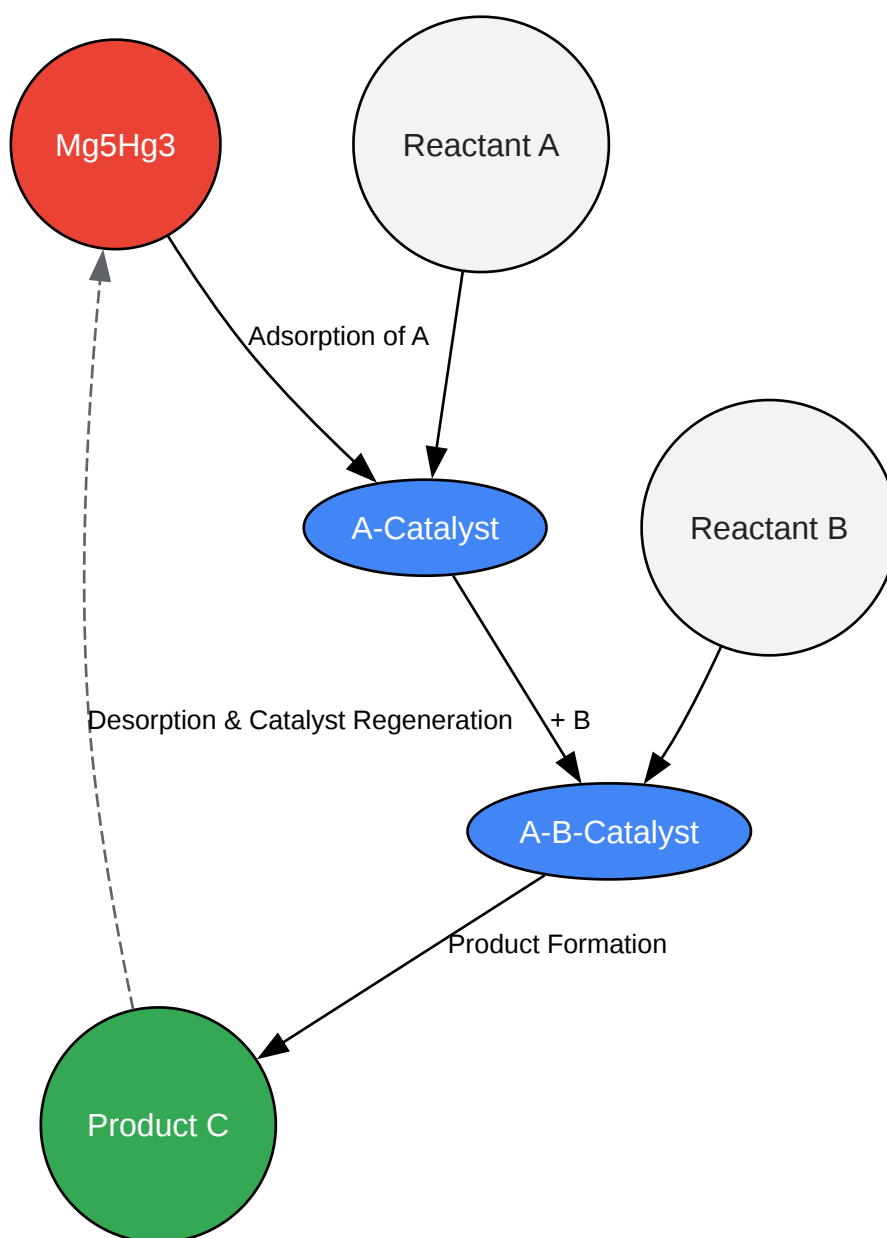 Mg5Hg3
Reactant A
Adsorption of A
A-Catalyst
Reactant B
Desorption & Catalyst Regeneration
+ B
A-B-Catalyst
Product Formation
Product C